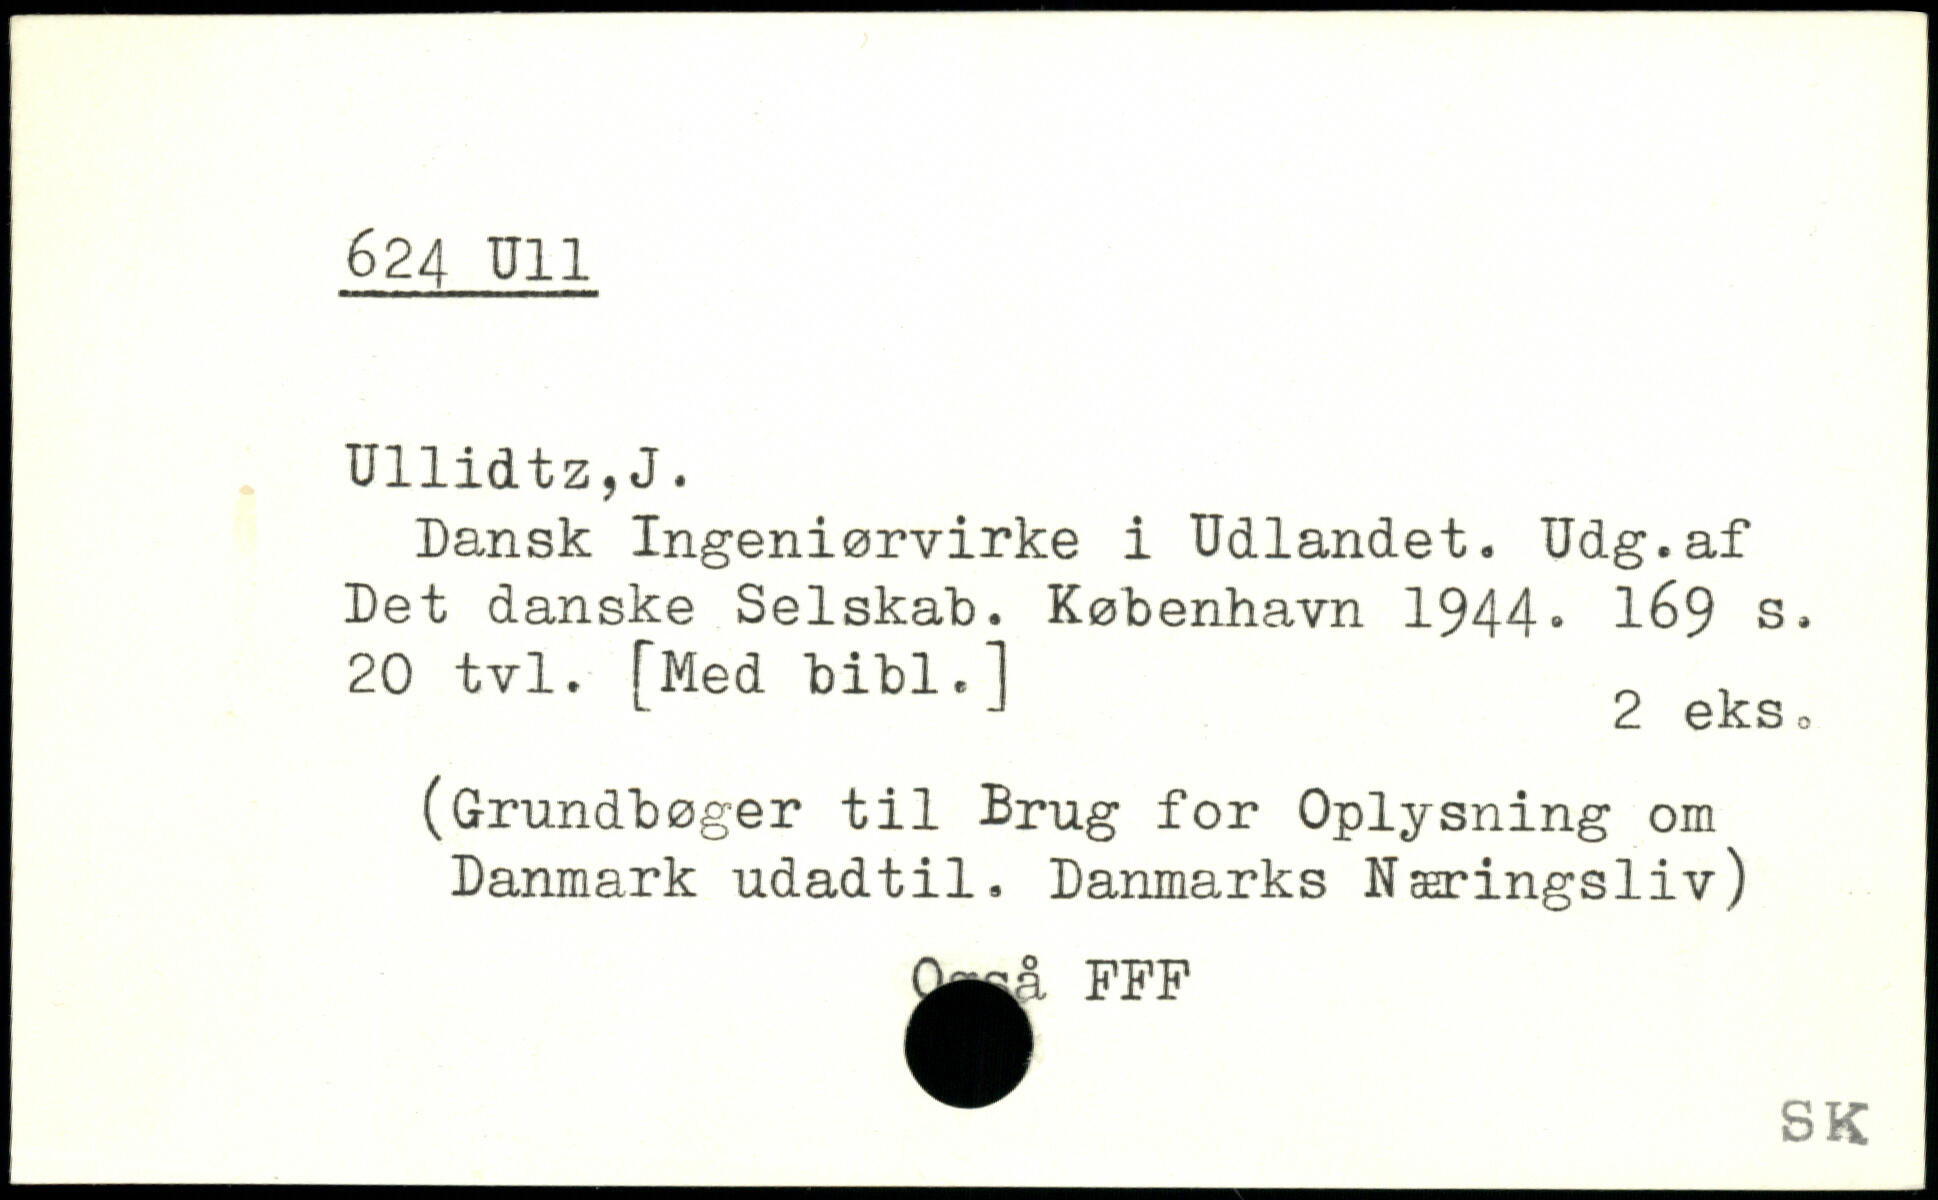 624 Ull
Ullidtz,J.
Dansk Ingeniørvirke i Udlandet. Udg.af
Det danske Selskab. København 1944. 169 s.
20 tvl. [Med bibl.]
2 eks.
(Grundbøger til Brug for Oplysning om
Danmark udadtil. Danmarks Næringsliv)
Også FFF
SK